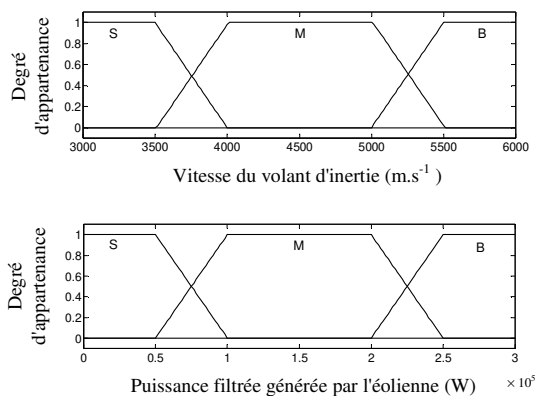 1
0.8
0.6
0.4
0.2
0
S M B
3000 3500 4000 4500 5000 5500 6000
Degré
d'appartenance
Vitesse du volant d'inertie (m.s-1 )
1
0.8
0.6
0.4
0.2
0
S M B
0 0.5 1 1.5 2 2.5 3
Degré
d'appartenance
Puissance filtrée générée par l'éolienne (W) × 10⁵